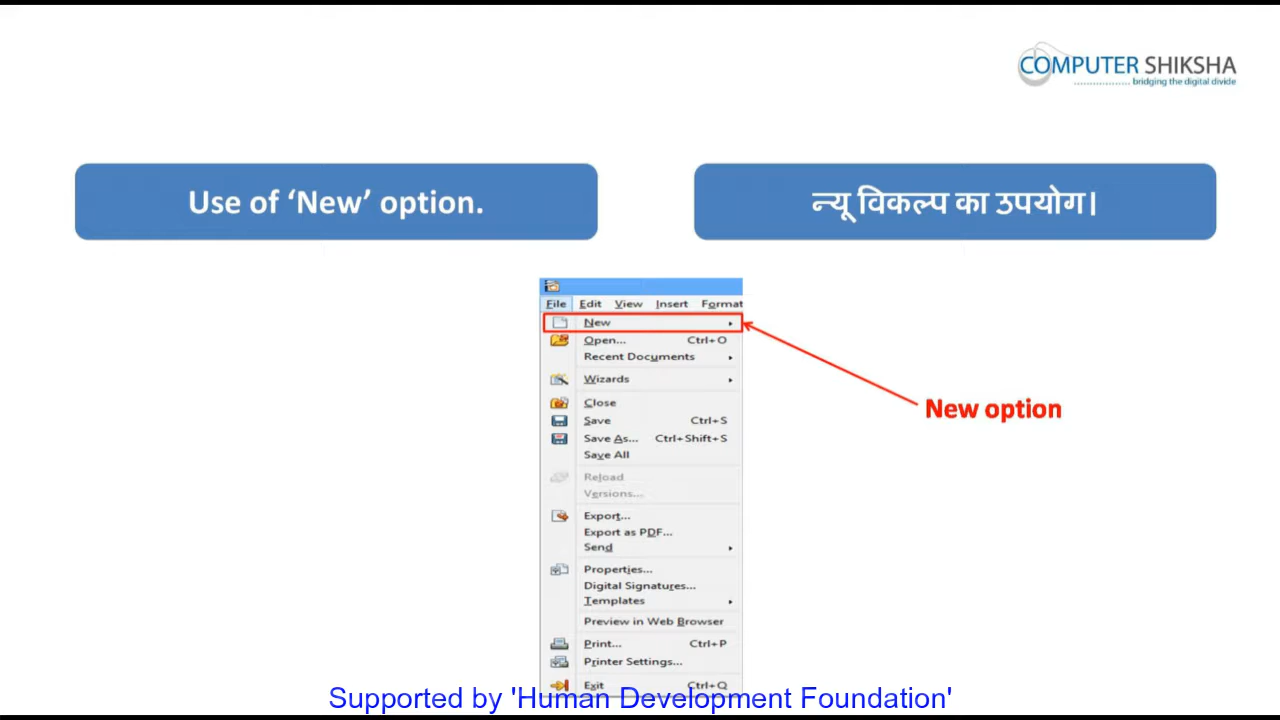 COMPUTER SHIKSHA
bridging the digital divide
Use of ‘New’ option.
न्यू विकल्प का उपयोग।
File Edit View Insert Format
New
Open... Ctrl+O
Recent Documents
Wizards
Close
Save Ctrl+S
Save As... Ctrl+Shift+S
Save All
Reload
Versions...
Export...
Export as PDF...
Send
Properties...
Digital Signatures...
Templates
Preview in Web Browser
Print... Ctrl+P
Printer Settings...
Exit Ctrl+Q
New option
Supported by 'Human Development Foundation'